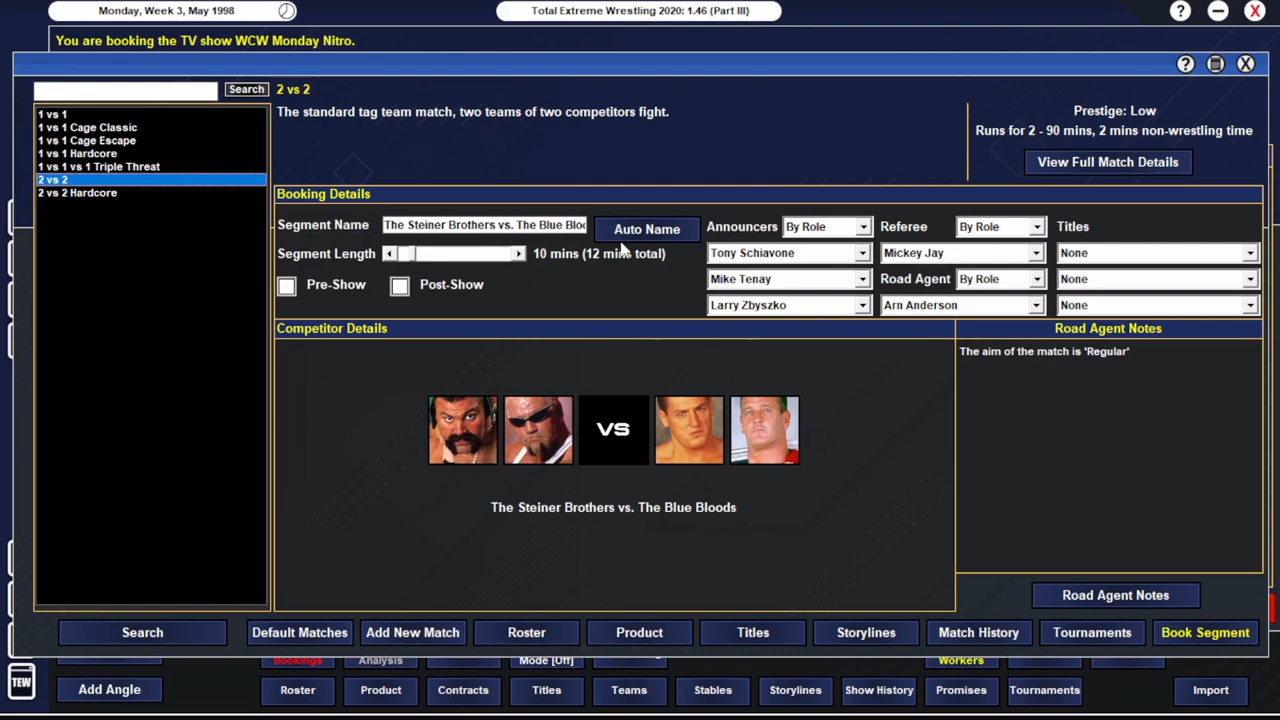 Monday, Week 3, May 1998
Total Extreme Wrestling 2020: 1.46 (Part III)
? X
You are booking the TV show WCW Monday Nitro.
? X
Search
2 vs 2
The standard tag team match, two teams of two competitors fight.
Prestige: Low
Runs for 2 - 90 mins, 2 mins non-wrestling time
View Full Match Details
1 vs 1
1 vs 1 Cage Classic
1 vs 1 Cage Escape
1 vs 1 Hardcore
1 vs 1 vs 1 Triple Threat
2 vs 2
2 vs 2 Hardcore
Booking Details
Segment Name The Steiner Brothers vs. The Blue Bloo Auto Name Announcers By Role Referee By Role Titles
Segment Length 10 mins (12 mins total) Tony Schiavone Mickey Jay None
Pre-Show Post-Show Mike Tenay Road Agent By Role None
Larry Zbyszko Arn Anderson None
Competitor Details
Road Agent Notes
The aim of the match is 'Regular'
VS
The Steiner Brothers vs. The Blue Bloods
Road Agent Notes
Search Default Matches Add New Match Roster Product Titles Storylines Match History Tournaments Book Segment
Bookings Analysis Mode [Off] Workers
TEW Add Angle Roster Product Contracts Titles Teams Stables Storylines Show History Promises Tournaments Import